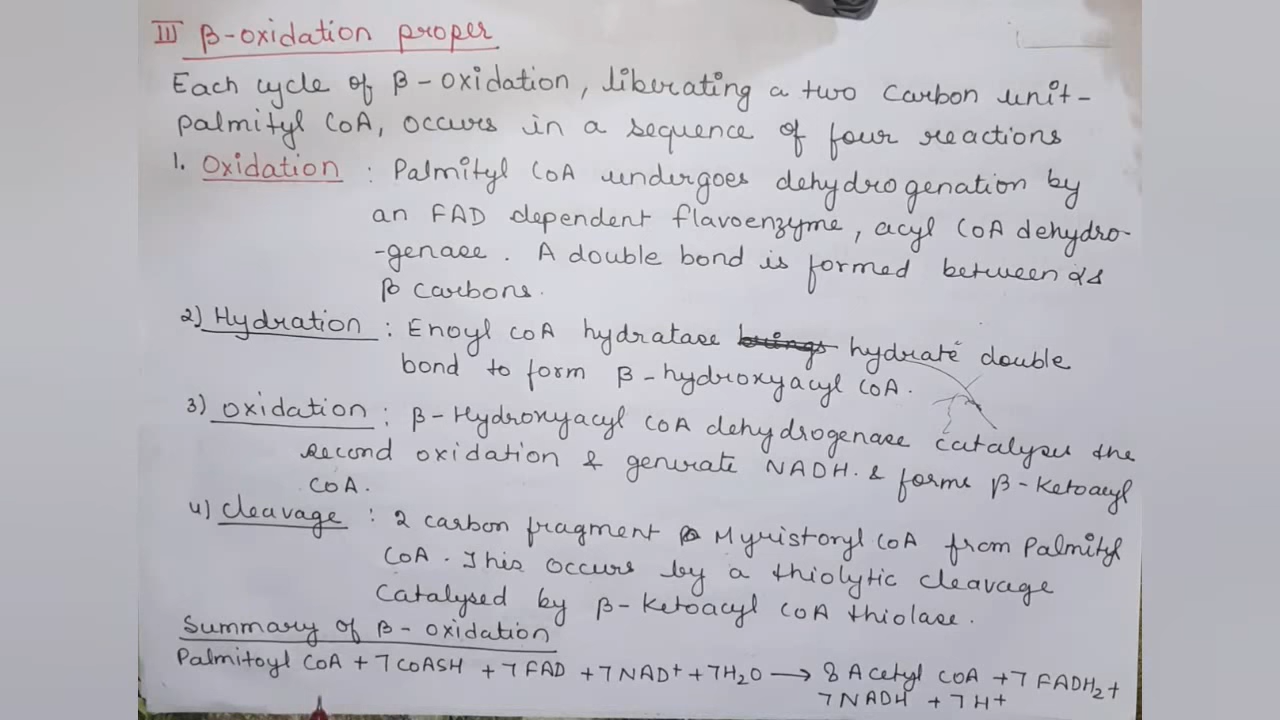 III β-oxidation proper
Each cycle of β-oxidation, liberating a two carbon unit-
palmityl CoA, occurs in a sequence of four reactions
1. Oxidation : Palmityl CoA undergoes dehydrogenation by
an FAD dependent flavoenzyme, acyl CoA dehydro-
-genase. A double bond is formed between α &
β carbons.
2) Hydration : Enoyl CoA hydratase hydrate double
bond to form β-hydroxyacyl CoA.
3) Oxidation : β-Hydroxyacyl CoA dehydrogenase catalyses the
second oxidation & generate NADH. & forms β-ketoacyl
CoA.
4) Cleavage : 2 carbon fragment Myristoryl CoA from Palmityl
CoA. This occurs by a thiolytic cleavage
Catalysed by β-ketoacyl CoA thiolase.
Summary of β-oxidation
Palmitoyl CoA + 7 COASH + 7 FAD + 7 NAD⁺ + 7H₂O → 8 Acetyl CoA + 7 FADH₂ +
7 NADH + 7H⁺